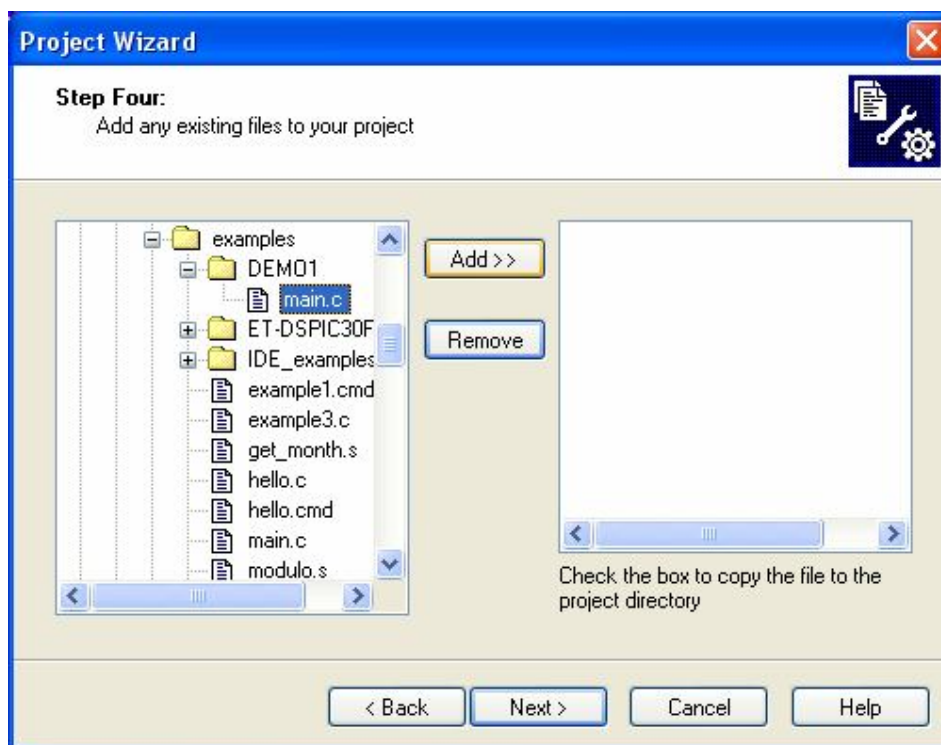 Project Wizard
Step Four:
Add any existing files to your project
examples
DEMO1
main.c
ET-DSPIC30F
IDE_examples
example1.cmd
example3.c
get_month.s
hello.c
hello.cmd
main.c
modulo.s
Add >>
Remove
Check the box to copy the file to the
project directory
< Back
Next >
Cancel
Help